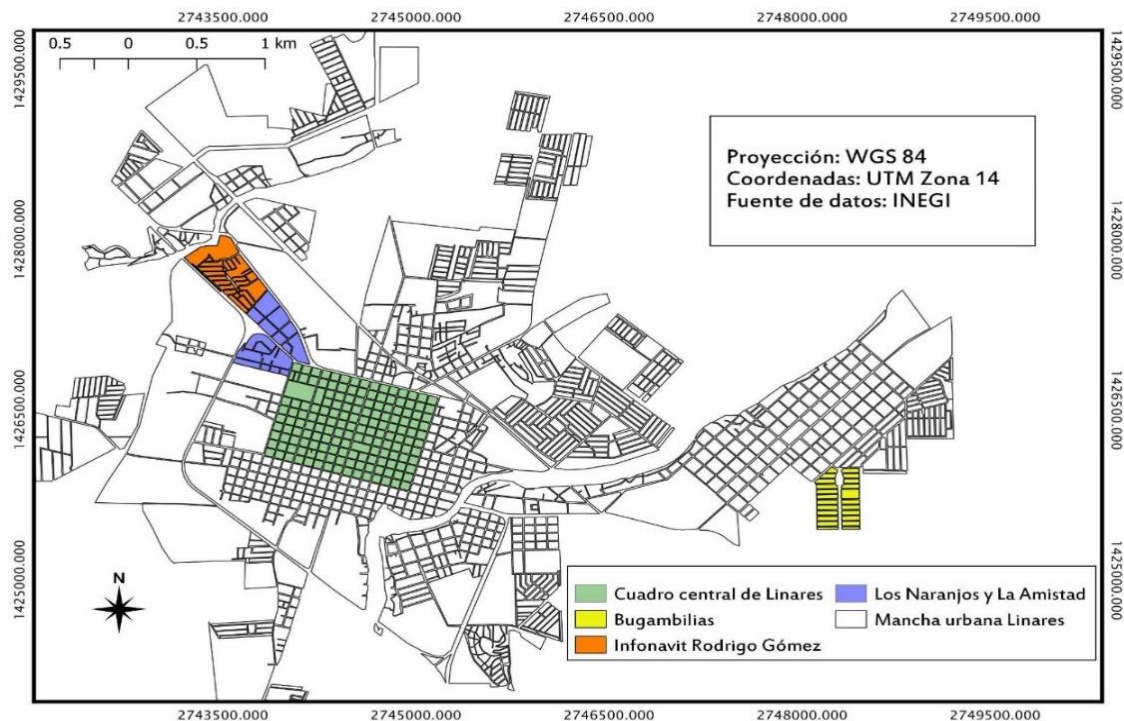 2743500.000 2745000.000 2746500.000 2748000.000 2749500.000
0.5 0 0.5 1 km
1429500.000
1429500.000
Proyección: WGS 84
Coordenadas: UTM Zona 14
Fuente de datos: INEGI
1428000.000
1428000.000
1426500.000
1426500.000
1425000.000
1425000.000
N
Cuadro central de Linares
Bugambilias
Infonavit Rodrigo Gómez
Los Naranjos y La Amistad
Mancha urbana Linares
2743500.000 2745000.000 2746500.000 2748000.000 2749500.000